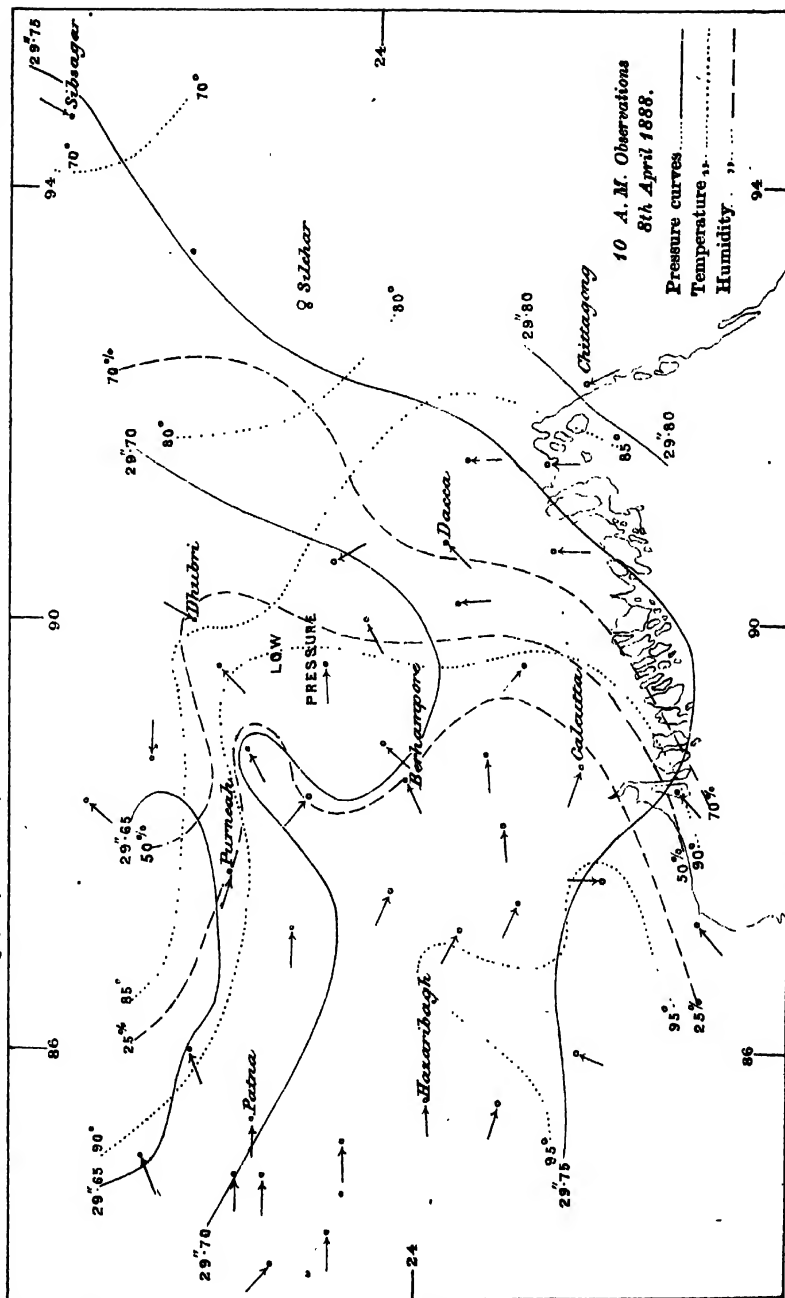 29″·75
Sibsagar
70°
70°
94
24
29″·70
80°
70%
Silchar
80°
29″·80
10 A.M. Observations
8th April 1888.
Pressure curves
Temperature „
Humidity „
94
Chittagong
85°
29·80
Dhubri
90
LOW
PRESSURE
Dacca
90
29″·65
50%
Purneah
Berhampore
Calcutta
70%
50%
90°
85°
25%
86
Hazaribagh
95°
25%
86
90°
29″·65
Patna
29″·70
95°
29″·75
24